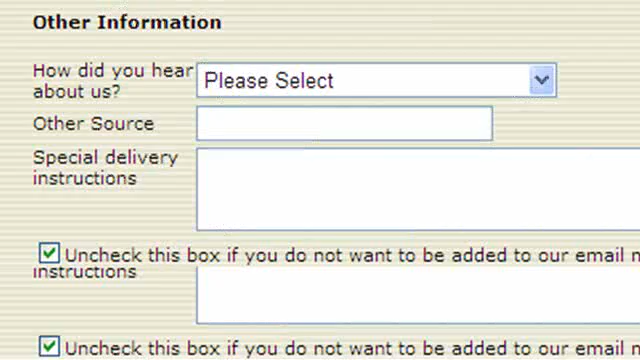 Other Information
How did you hear
about us?
Please Select
Other Source
Special delivery
instructions
Uncheck this box if you do not want to be added to our email
instructions
Uncheck this box if you do not want to be added to our email